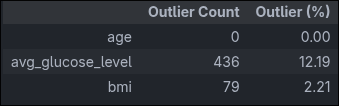 Outlier Count Outlier (%)
age 0 0.00
avg_glucose_level 436 12.19
bmi 79 2.21